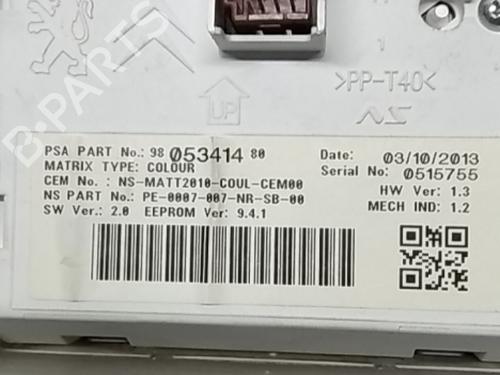 1
>PP-T40<
UP
PSA PART No.: 98 053414 80
MATRIX TYPE: COLOUR
CEM No. : NS-MATT2010-COUL-CEM00
NS PART No.: PE-0007-007-NR-SB-00
SW Ver.: 2.0 EEPROM Ver: 9.4.1
Date: 03/10/2013
Serial No: 0515755
HW Ver: 1.3
MECH IND: 1.2